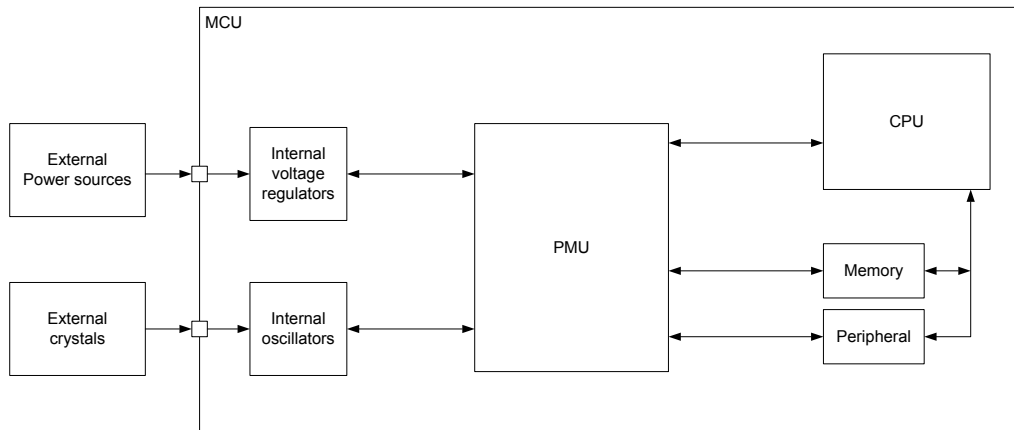 MCU
CPU
External
Power sources
Internal
voltage
regulators
PMU
Memory
External
crystals
Internal
oscillators
Peripheral